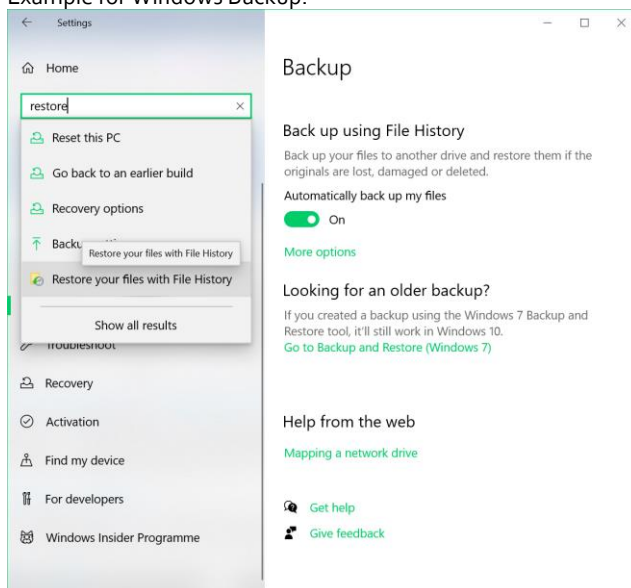 Example for Windows Backup:
Settings
Home
restore
Reset this PC
Go back to an earlier build
Recovery options
Restore your files with File History
Restore your files with File History
Show all results
Troubleshoot
Recovery
Activation
Find my device
For developers
Windows Insider Programme
Backup
Back up using File History
Back up your files to another drive and restore them if the
originals are lost, damaged or deleted.
Automatically back up my files
On
More options
Looking for an older backup?
If you created a backup using the Windows 7 Backup and
Restore tool, it'll still work in Windows 10.
Go to Backup and Restore (Windows 7)
Help from the web
Mapping a network drive
Get help
Give feedback